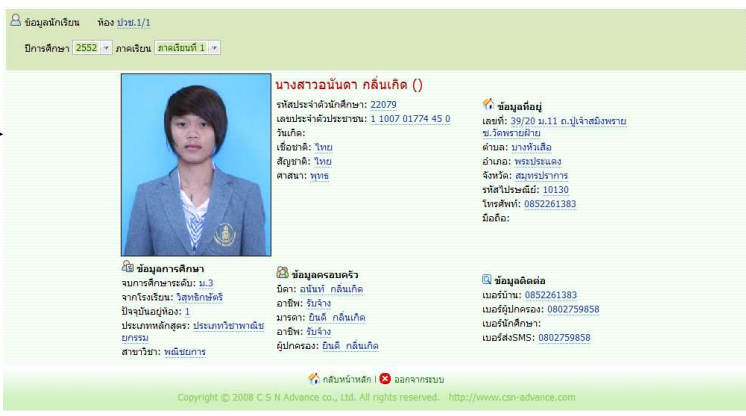 ข้อมูลนักเรียน ห้อง ปวช.1/1
ปีการศึกษา 2552 ภาคเรียน ภาคเรียนที่ 1
นางสาวอนันดา กลิ่นเกิด ()
รหัสประจำตัวนักศึกษา: 22079
เลขประจำตัวประชาชน: 1 1007 01774 45 0
วันเกิด:
เชื้อชาติ: ไทย
สัญชาติ: ไทย
ศาสนา: พุทธ
ข้อมูลที่อยู่
เลขที่: 39/20 ม.11 ถ.ปู่เจ้าสมิงพราย
ซ.วัดพรายฝ้าย
ตำบล: บางหัวเสือ
อำเภอ: พระประแดง
จังหวัด: สมุทรปราการ
รหัสไปรษณีย์: 10130
โทรศัพท์: 0852261383
มือถือ:
ข้อมูลการศึกษา
จบการศึกษาระดับ: ม.3
จากโรงเรียน: วิสุทธิกษัตรี
ปัจจุบันอยู่ห้อง: 1
ประเภทหลักสูตร: ประเภทวิชาพาณิช
ยกรรม
สาขาวิชา: พณิชยการ
ข้อมูลครอบครัว
บิดา: อนันท์ กลิ่นเกิด
อาชีพ: รับจ้าง
มารดา: ยินดี กลิ่นเกิด
อาชีพ: รับจ้าง
ผู้ปกครอง: ยินดี กลิ่นเกิด
ข้อมูลติดต่อ
เบอร์บ้าน: 0852261383
เบอร์ผู้ปกครอง: 0802759858
เบอร์นักศึกษา:
เบอร์ส่งSMS: 0802759858
กลับหน้าหลัก | ออกจากระบบ
Copyright © 2008 C S N Advance co., Ltd. All rights reserved. http://www.csn-advance.com